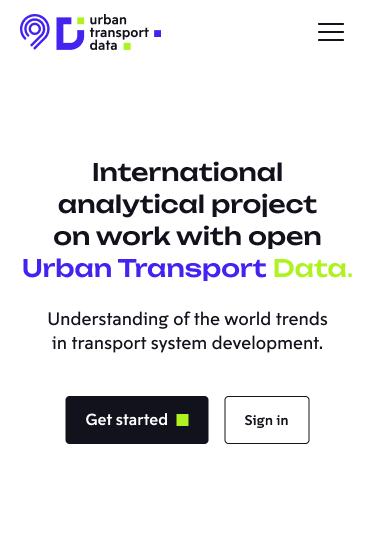 urban
transport
data
International
analytical project
on work with open
Urban Transport Data.
Understanding of the world trends
in transport system development.
Get started
Sign in